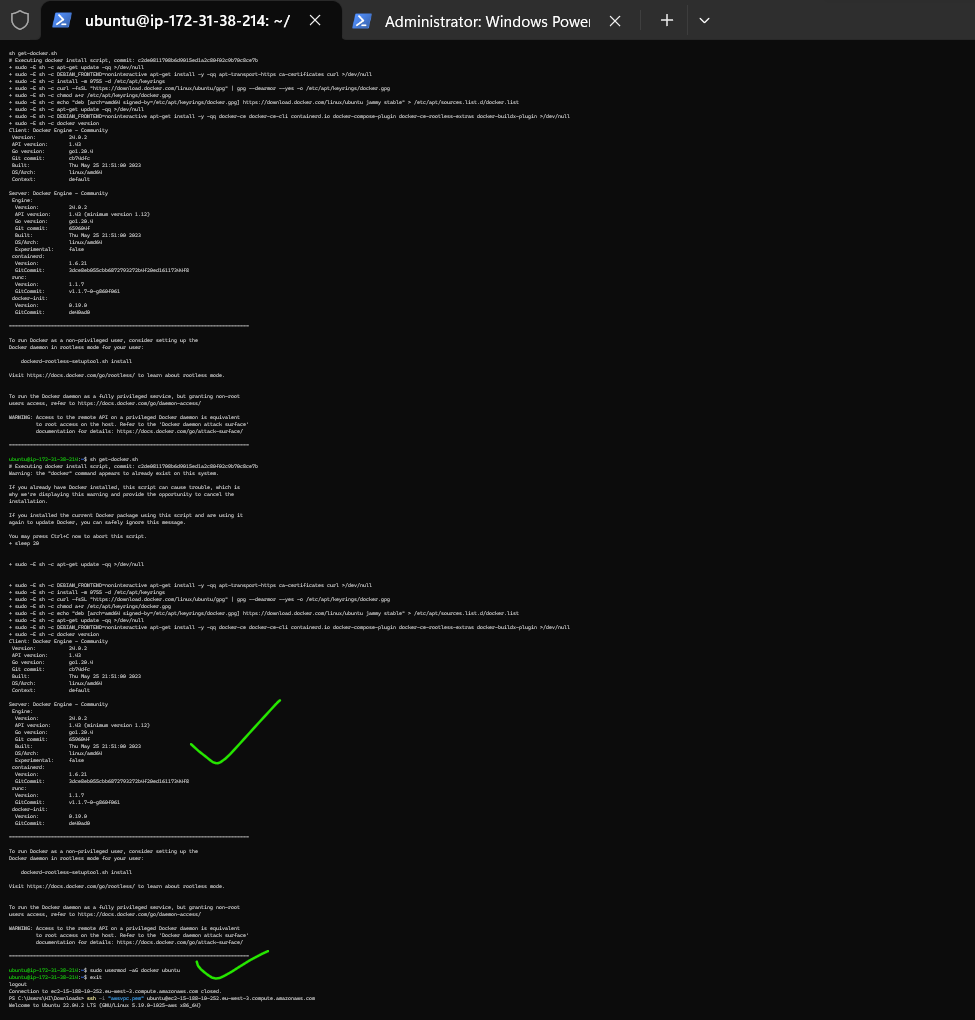 ubuntu@ip-172-31-38-214: ~/
Administrator: Windows Power
sh get-docker.sh
# Executing docker install script, commit: c2de0811708b6d9015ed1a2c80f02c9b70c8ce7b
+ sudo -E sh -c apt-get update -qq >/dev/null
+ sudo -E sh -c DEBIAN_FRONTEND=noninteractive apt-get install -y -qq apt-transport-https ca-certificates curl >/dev/null
+ sudo -E sh -c install -m 0755 -d /etc/apt/keyrings
+ sudo -E sh -c curl -fsSL "https://download.docker.com/linux/ubuntu/gpg" | gpg --dearmor --yes -o /etc/apt/keyrings/docker.gpg
+ sudo -E sh -c chmod a+r /etc/apt/keyrings/docker.gpg
+ sudo -E sh -c echo "deb [arch=amd64 signed-by=/etc/apt/keyrings/docker.gpg] https://download.docker.com/linux/ubuntu jammy stable" > /etc/apt/sources.list.d/docker.list
+ sudo -E sh -c apt-get update -qq >/dev/null
+ sudo -E sh -c DEBIAN_FRONTEND=noninteractive apt-get install -y -qq docker-ce docker-ce-cli containerd.io docker-compose-plugin docker-ce-rootless-extras docker-buildx-plugin >/dev/null
+ sudo -E sh -c docker version
Client: Docker Engine - Community
Version: 24.0.2
API version: 1.43
Go version: go1.20.4
Git commit: cb74dfc
Built: Thu May 25 21:51:00 2023
OS/Arch: linux/amd64
Context: default
Server: Docker Engine - Community
Engine:
Version: 24.0.2
API version: 1.43 (minimum version 1.12)
Go version: go1.20.4
Git commit: 659604f
Built: Thu May 25 21:51:00 2023
OS/Arch: linux/amd64
Experimental: false
containerd:
Version: 1.6.21
GitCommit: 3dce8eb055cbb6872793272b4f20ed16117344f8
runc:
Version: 1.1.7
GitCommit: v1.1.7-0-g860f061
docker-init:
Version: 0.19.0
GitCommit: de40ad0
================================================================================
To run Docker as a non-privileged user, consider setting up the
Docker daemon in rootless mode for your user:
dockerd-rootless-setuptool.sh install
Visit https://docs.docker.com/go/rootless/ to learn about rootless mode.
To run the Docker daemon as a fully privileged service, but granting non-root
users access, refer to https://docs.docker.com/go/daemon-access/
WARNING: Access to the remote API on a privileged Docker daemon is equivalent
to root access on the host. Refer to the 'Docker daemon attack surface'
documentation for details: https://docs.docker.com/go/attack-surface/
================================================================================
ubuntu@ip-172-31-38-214:~$ sh get-docker.sh
# Executing docker install script, commit: c2de0811708b6d9015ed1a2c80f02c9b70c8ce7b
Warning: the "docker" command appears to already exist on this system.
If you already have Docker installed, this script can cause trouble, which is
why we're displaying this warning and provide the opportunity to cancel the
installation.
If you installed the current Docker package using this script and are using it
again to update Docker, you can safely ignore this message.
You may press Ctrl+C now to abort this script.
+ sleep 20
+ sudo -E sh -c apt-get update -qq >/dev/null
+ sudo -E sh -c DEBIAN_FRONTEND=noninteractive apt-get install -y -qq apt-transport-https ca-certificates curl >/dev/null
+ sudo -E sh -c install -m 0755 -d /etc/apt/keyrings
+ sudo -E sh -c curl -fsSL "https://download.docker.com/linux/ubuntu/gpg" | gpg --dearmor --yes -o /etc/apt/keyrings/docker.gpg
+ sudo -E sh -c chmod a+r /etc/apt/keyrings/docker.gpg
+ sudo -E sh -c echo "deb [arch=amd64 signed-by=/etc/apt/keyrings/docker.gpg] https://download.docker.com/linux/ubuntu jammy stable" > /etc/apt/sources.list.d/docker.list
+ sudo -E sh -c apt-get update -qq >/dev/null
+ sudo -E sh -c DEBIAN_FRONTEND=noninteractive apt-get install -y -qq docker-ce docker-ce-cli containerd.io docker-compose-plugin docker-ce-rootless-extras docker-buildx-plugin >/dev/null
+ sudo -E sh -c docker version
Client: Docker Engine - Community
Version: 24.0.2
API version: 1.43
Go version: go1.20.4
Git commit: cb74dfc
Built: Thu May 25 21:51:00 2023
OS/Arch: linux/amd64
Context: default
Server: Docker Engine - Community
Engine:
Version: 24.0.2
API version: 1.43 (minimum version 1.12)
Go version: go1.20.4
Git commit: 659604f
Built: Thu May 25 21:51:00 2023
OS/Arch: linux/amd64
Experimental: false
containerd:
Version: 1.6.21
GitCommit: 3dce8eb055cbb6872793272b4f20ed16117344f8
runc:
Version: 1.1.7
GitCommit: v1.1.7-0-g860f061
docker-init:
Version: 0.19.0
GitCommit: de40ad0
================================================================================
To run Docker as a non-privileged user, consider setting up the
Docker daemon in rootless mode for your user:
dockerd-rootless-setuptool.sh install
Visit https://docs.docker.com/go/rootless/ to learn about rootless mode.
To run the Docker daemon as a fully privileged service, but granting non-root
users access, refer to https://docs.docker.com/go/daemon-access/
WARNING: Access to the remote API on a privileged Docker daemon is equivalent
to root access on the host. Refer to the 'Docker daemon attack surface'
documentation for details: https://docs.docker.com/go/attack-surface/
================================================================================
ubuntu@ip-172-31-38-214:~$ sudo usermod -aG docker ubuntu
ubuntu@ip-172-31-38-214:~$ exit
logout
Connection to ec2-15-188-10-252.eu-west-3.compute.amazonaws.com closed.
PS C:\Users\HI\Downloads> ssh -i "awsvpc.pem" ubuntu@ec2-15-188-10-252.eu-west-3.compute.amazonaws.com
Welcome to Ubuntu 22.04.2 LTS (GNU/Linux 5.19.0-1025-aws x86_64)